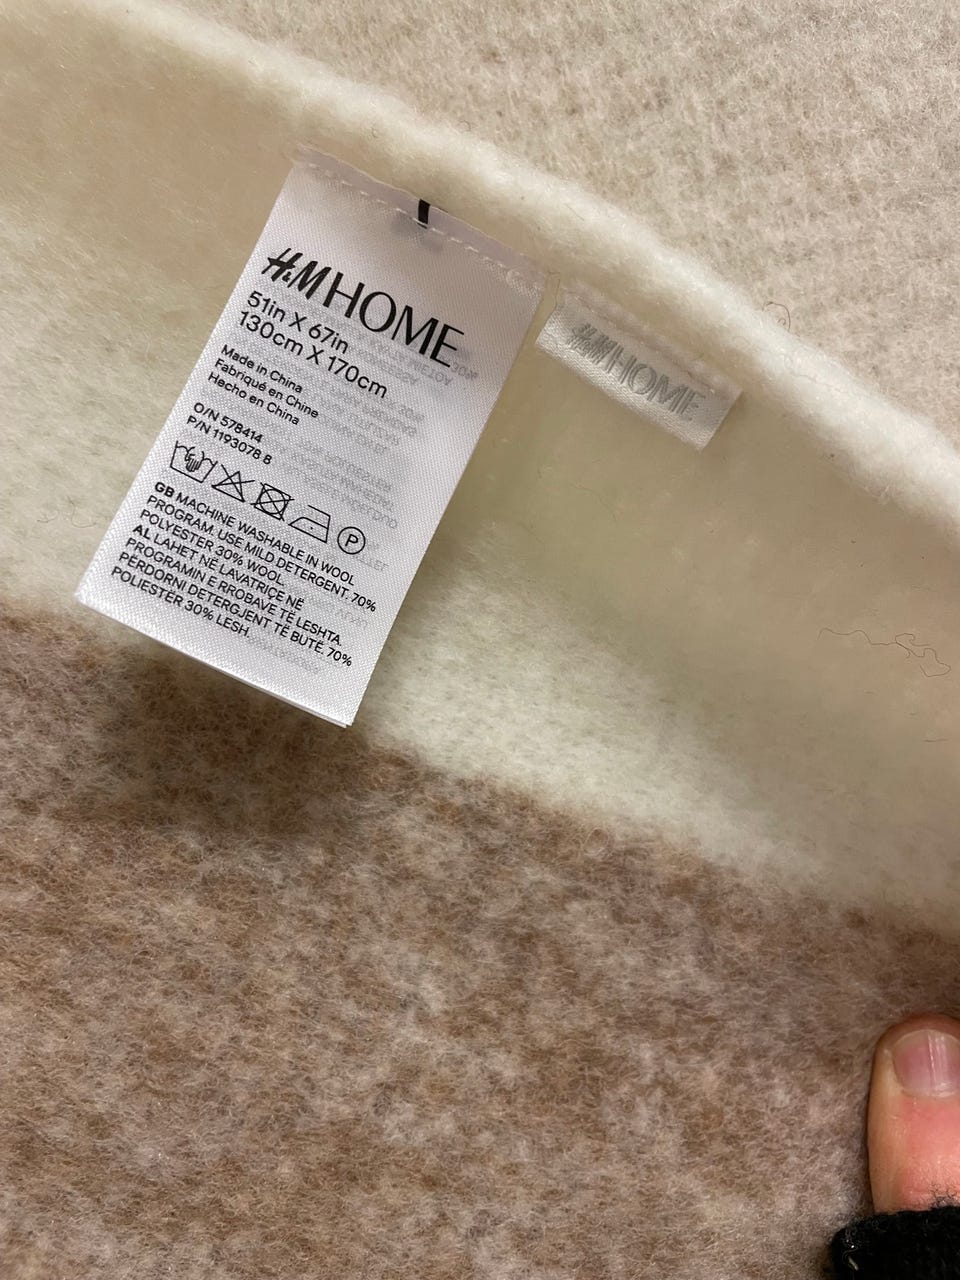 H&M HOME
51in X 67in
130cm X 170cm
Made in China
Fabriqué en Chine
Hecho en China
O/N 578414
P/N 1193078 8
P
GB MACHINE WASHABLE IN WOOL
PROGRAM. USE MILD DETERGENT. 70%
POLYESTER 30% WOOL.
AL LAHET NË LAVATRIÇE NË
PROGRAMIN E RROBAVE TË LESHTA.
PËRDORNI DETERGJENT TË BUTË. 70%
POLIESTËR 30% LESH.
H&M HOME